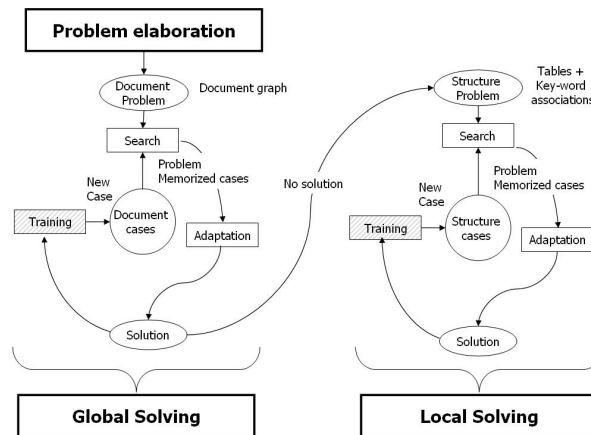 Problem elaboration
Document
Problem
Document graph
Search
Problem
Memorized cases
New
Case
Training
Document
cases
Adaptation
Solution
Global Solving
No solution
Structure
Problem
Tables +
Key-word
associations
Search
Problem
Memorized cases
New
Case
Training
Structure
cases
Adaptation
Solution
Local Solving